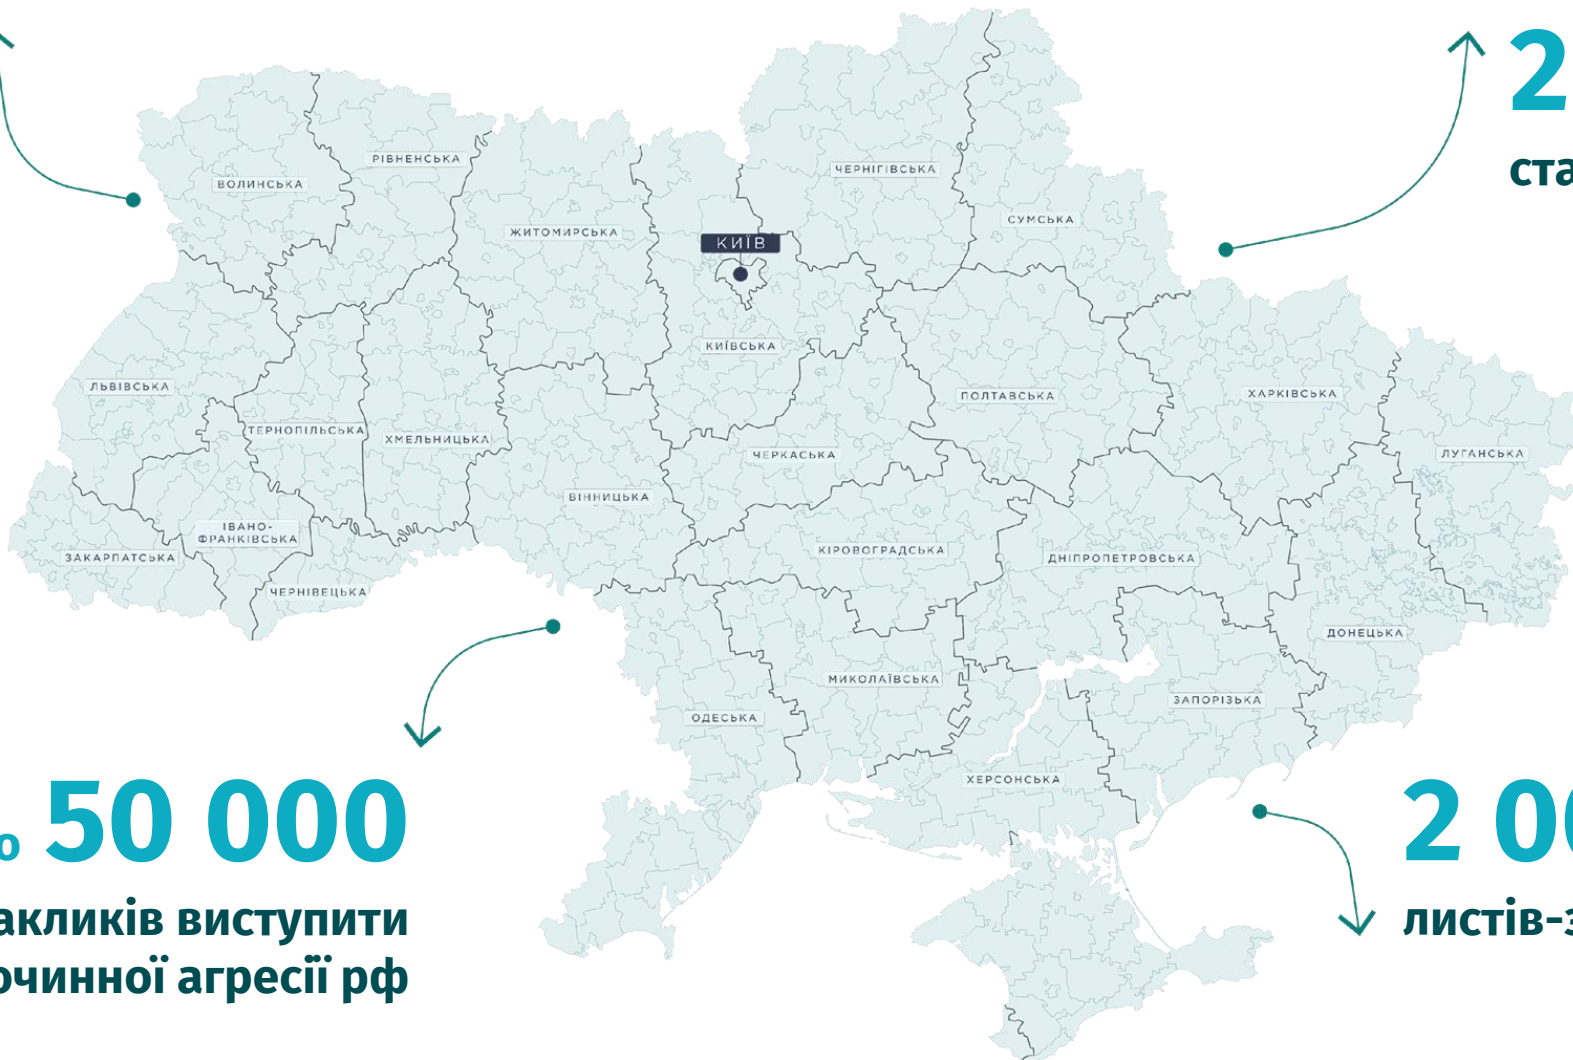 2
ста
РІВНЕНСЬКА
ВОЛИНСЬКА
ЧЕРНІГІВСЬКА
СУМСЬКА
ЖИТОМИРСЬКА
КИЇВ
КИЇВСЬКА
ЛЬВІВСЬКА
ПОЛТАВСЬКА
ХАРКІВСЬКА
ТЕРНОПІЛЬСЬКА
ХМЕЛЬНИЦЬКА
ЧЕРКАСЬКА
ЛУГАНСЬКА
ВІННИЦЬКА
ІВАНО-
ФРАНКІВСЬКА
ЗАКАРПАТСЬКА
КІРОВОГРАДСЬКА
ДНІПРОПЕТРОВСЬКА
ЧЕРНІВЕЦЬКА
ДОНЕЦЬКА
МИКОЛАЇВСЬКА
ЗАПОРІЗЬКА
ОДЕСЬКА
ХЕРСОНСЬКА
о 50 000
акликів виступити
очинної агресії рф
2 00
листів-з